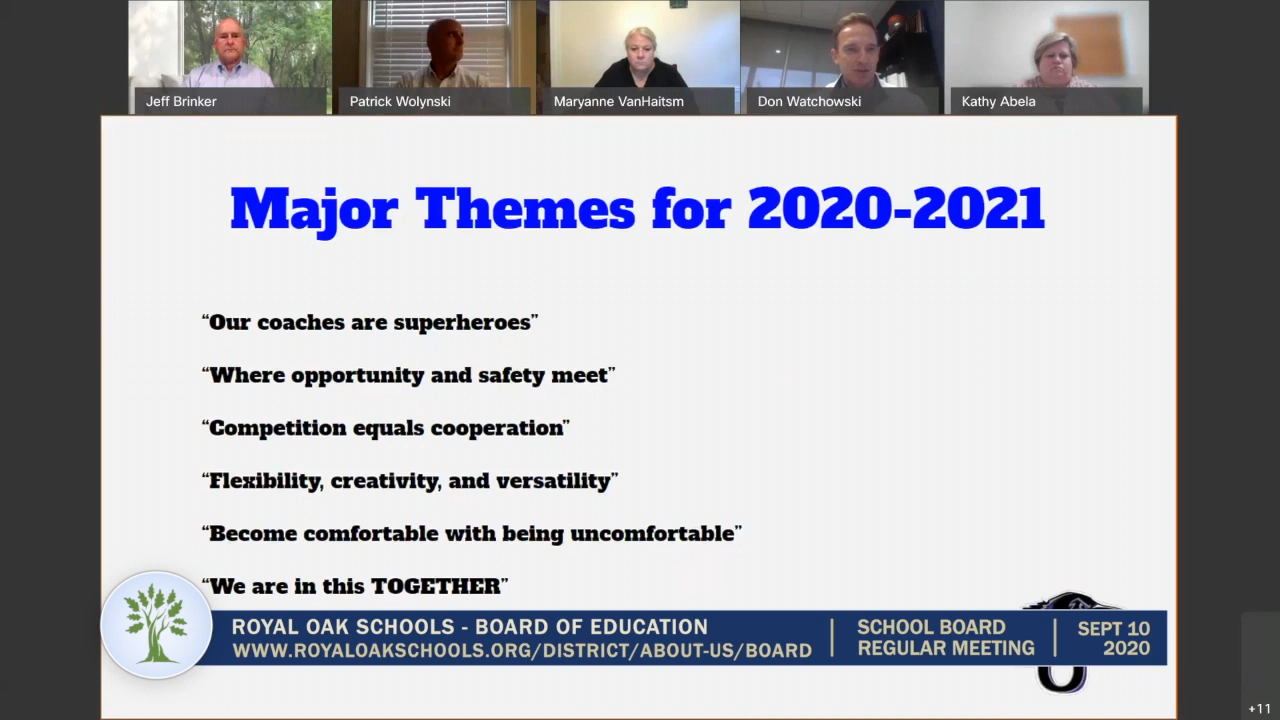 Jeff Brinker
Patrick Wolynski
Maryanne VanHaitsm
Don Watchowski
Kathy Abela
Major Themes for 2020-2021
“Our coaches are superheroes”
“Where opportunity and safety meet”
“Competition equals cooperation”
“Flexibility, creativity, and versatility”
“Become comfortable with being uncomfortable”
“We are in this TOGETHER”
ROYAL OAK SCHOOLS - BOARD OF EDUCATION
WWW.ROYALOAKSCHOOLS.ORG/DISTRICT/ABOUT-US/BOARD
SCHOOL BOARD
REGULAR MEETING
SEPT 10
2020
+11